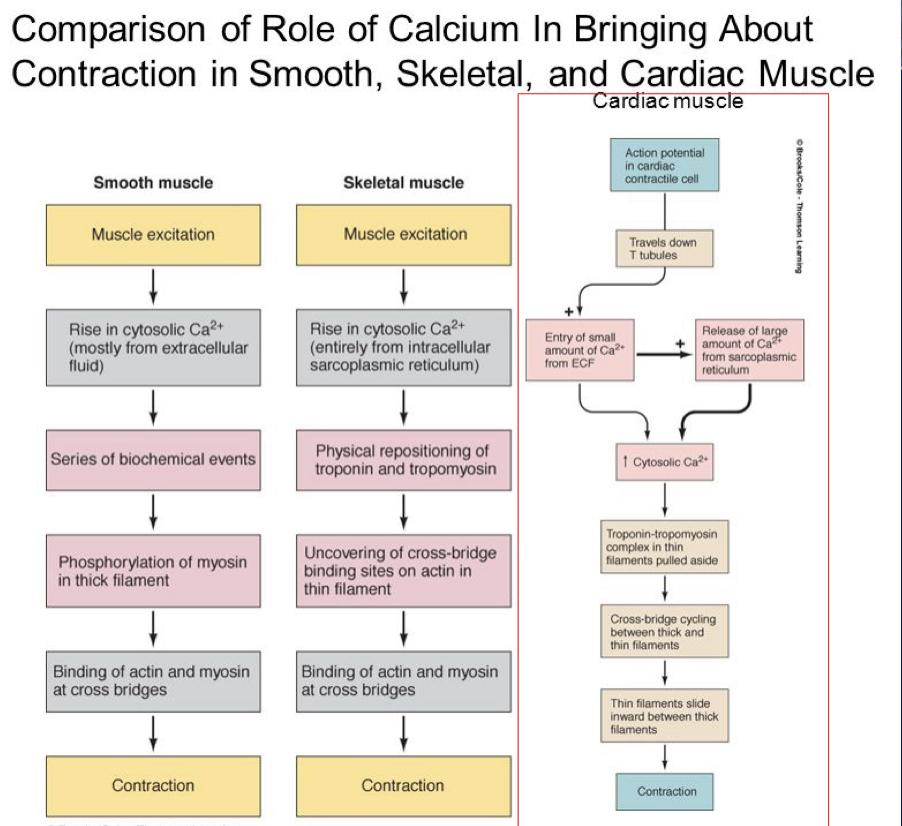 Comparison of Role of Calcium In Bringing About
Contraction in Smooth, Skeletal, and Cardiac Muscle
Smooth muscle
Muscle excitation
Rise in cytosolic Ca²⁺
(mostly from extracellular
fluid)
Series of biochemical events
Phosphorylation of myosin
in thick filament
Binding of actin and myosin
at cross bridges
Contraction
Skeletal muscle
Muscle excitation
Rise in cytosolic Ca²⁺
(entirely from intracellular
sarcoplasmic reticulum)
Physical repositioning of
troponin and tropomyosin
Uncovering of cross-bridge
binding sites on actin in
thin filament
Binding of actin and myosin
at cross bridges
Contraction
Cardiac muscle
Action potential
in cardiac
contractile cell
Travels down
T tubules
+
Entry of small
amount of Ca²⁺
from ECF
+
Release of large
amount of Ca²⁺
from sarcoplasmic
reticulum
↑ Cytosolic Ca²⁺
Troponin-tropomyosin
complex in thin
filaments pulled aside
Cross-bridge cycling
between thick and
thin filaments
Thin filaments slide
inward between thick
filaments
Contraction
© Brooks/Cole - Thomson Learning